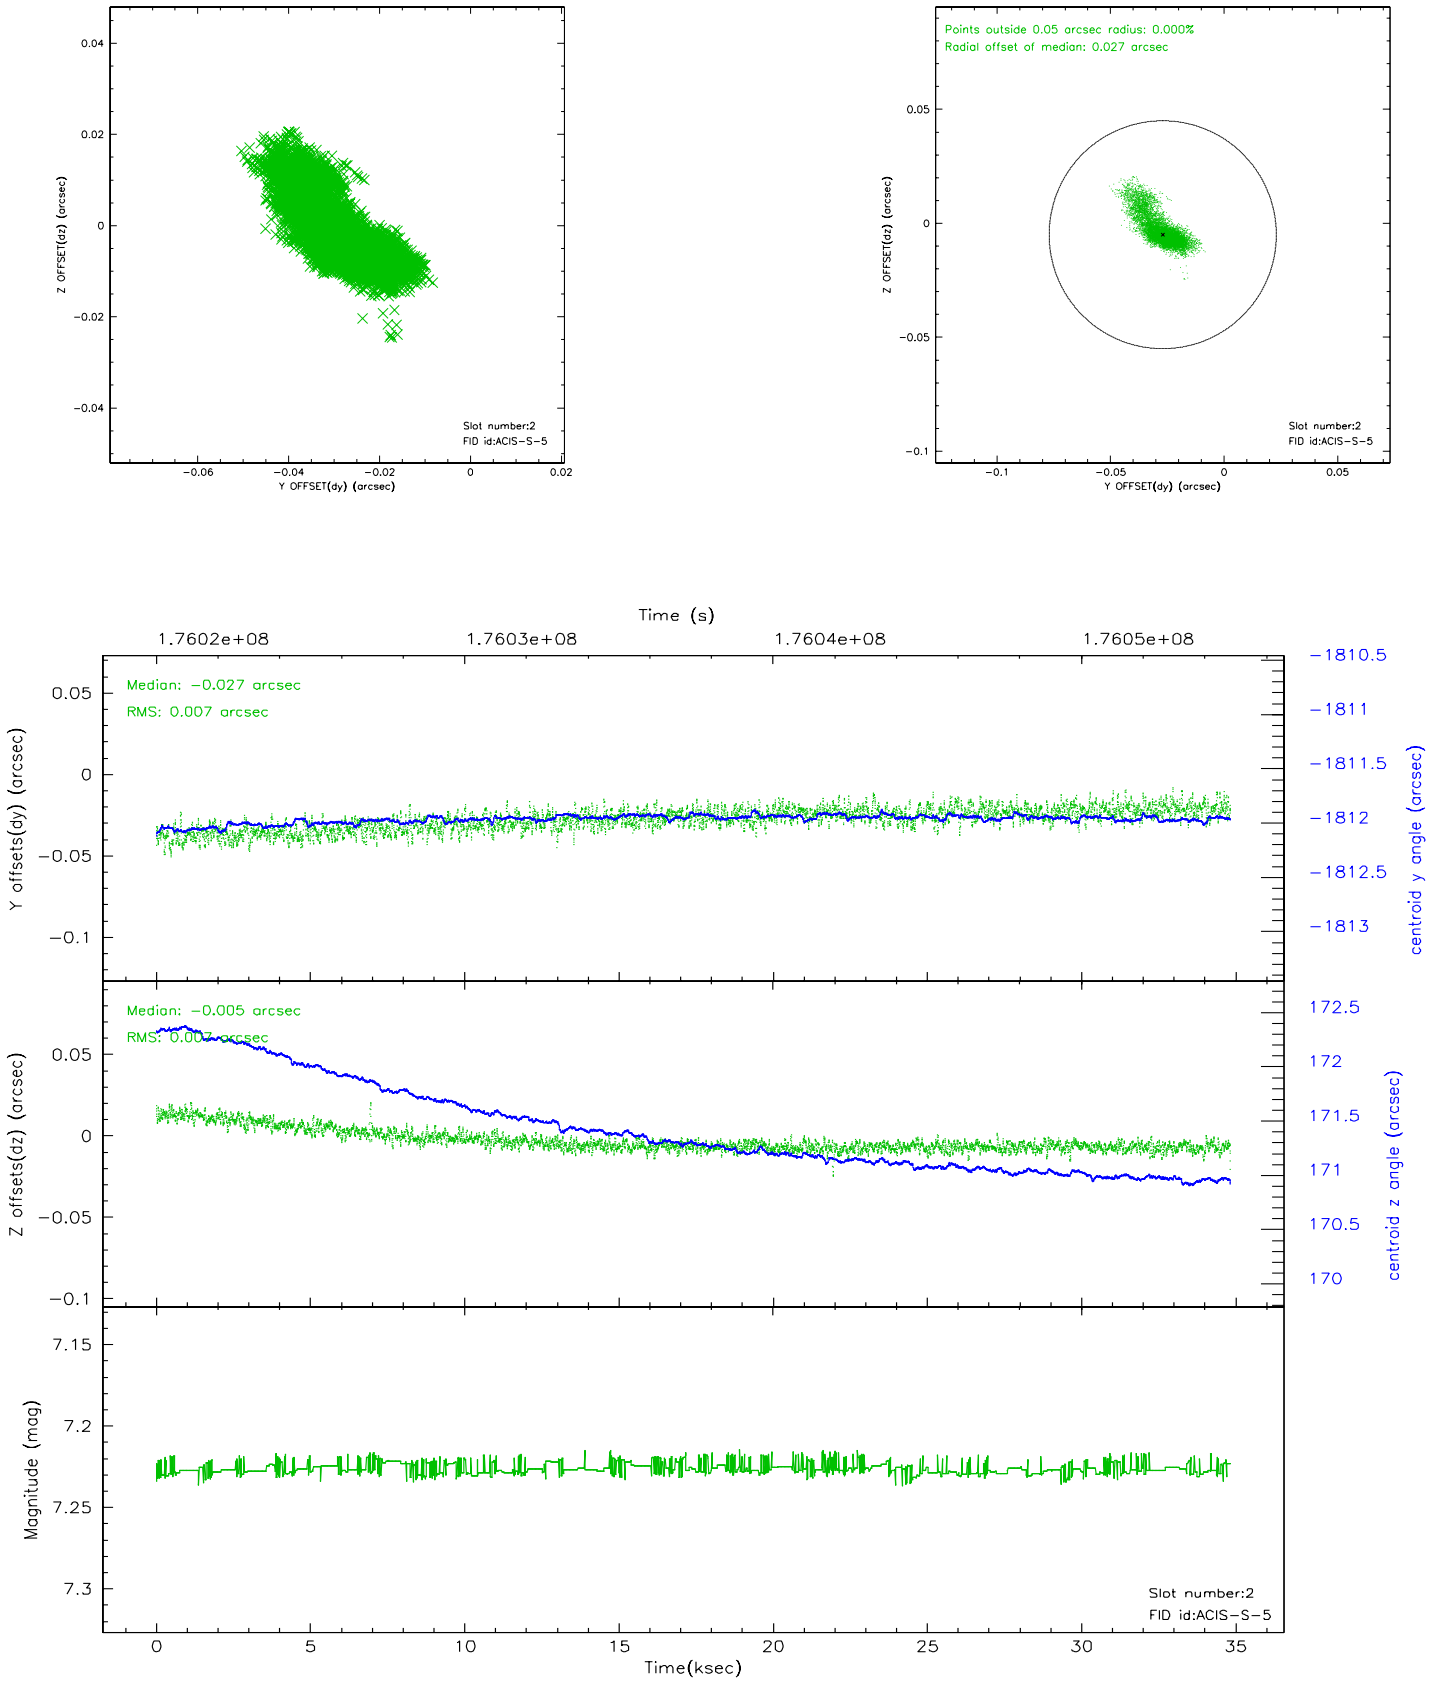 0.04
0.02
0
−0.02
−0.04
Z OFFSET(dz) (arcsec)
Slot number:2
FID id:ACIS−S−5
−0.06
−0.04
−0.02
0
0.02
Y OFFSET(dy) (arcsec)
Points outside 0.05 arcsec radius: 0.000%
Radial offset of median: 0.027 arcsec
0.05
0
−0.05
−0.1
Z OFFSET(dz) (arcsec)
Slot number:2
FID id:ACIS−S−5
−0.1
−0.05
0
0.05
Y OFFSET(dy) (arcsec)
Time (s)
1.7602e+08
1.7603e+08
1.7604e+08
1.7605e+08
Median: −0.027 arcsec
RMS: 0.007 arcsec
0.05
0
−0.05
−0.1
Y offsets(dy) (arcsec)
−1810.5
−1811
−1811.5
−1812
−1812.5
−1813
centroid y angle (arcsec)
Median: −0.005 arcsec
RMS: 0.007 arcsec
0.05
0
−0.05
−0.1
Z offsets(dz) (arcsec)
172.5
172
171.5
171
170.5
170
centroid z angle (arcsec)
7.15
7.2
7.25
7.3
Magnitude (mag)
Slot number:2
FID id:ACIS−S−5
0
5
10
15
20
25
30
35
Time(ksec)